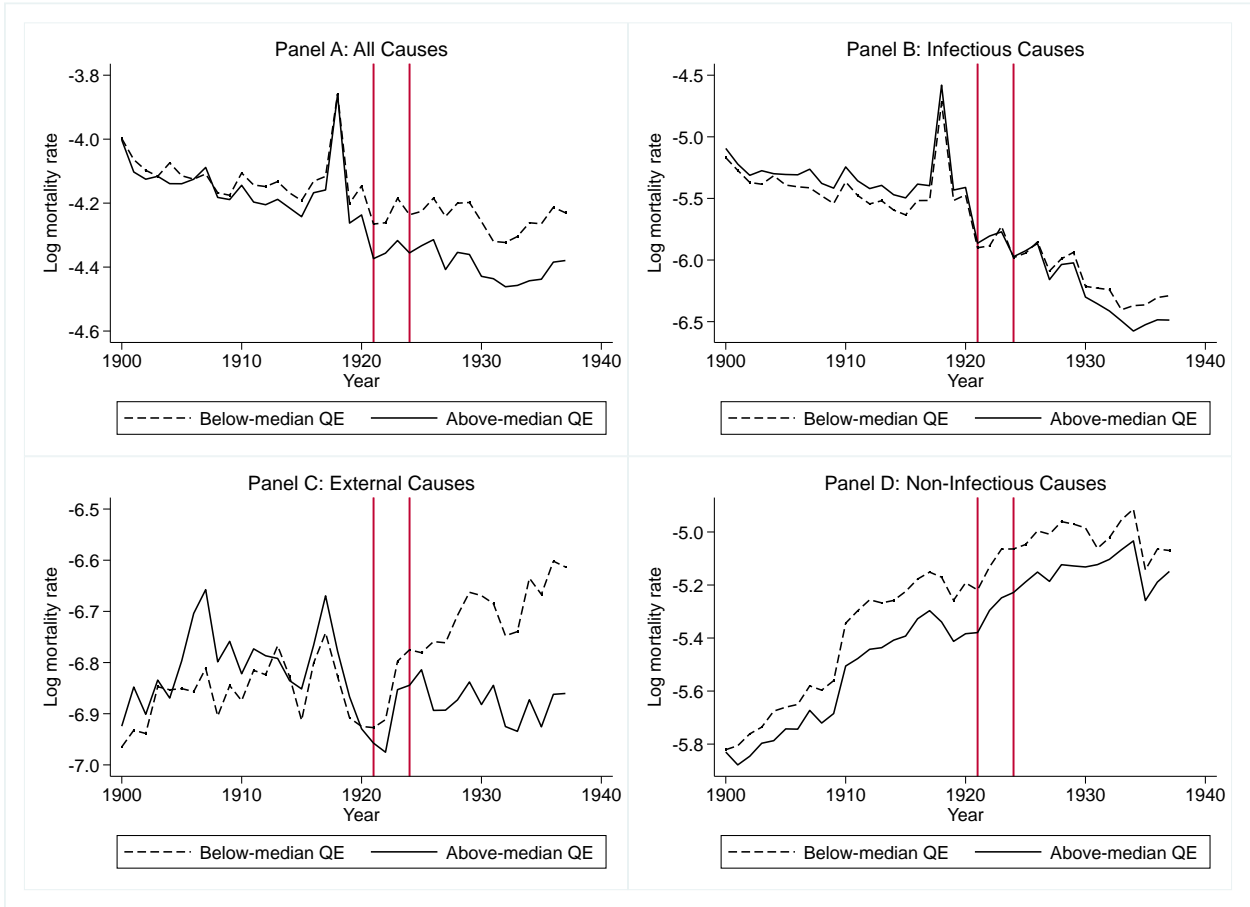 Panel A: All Causes
Log mortality rate
-3.8
-4.0
-4.2
-4.4
-4.6
1900 1910 1920 1930 1940
Year
Below-median QE Above-median QE
Panel B: Infectious Causes
Log mortality rate
-4.5
-5.0
-5.5
-6.0
-6.5
1900 1910 1920 1930 1940
Year
Below-median QE Above-median QE
Panel C: External Causes
Log mortality rate
-6.5
-6.6
-6.7
-6.8
-6.9
-7.0
1900 1910 1920 1930 1940
Year
Below-median QE Above-median QE
Panel D: Non-Infectious Causes
Log mortality rate
-5.0
-5.2
-5.4
-5.6
-5.8
1900 1910 1920 1930 1940
Year
Below-median QE Above-median QE